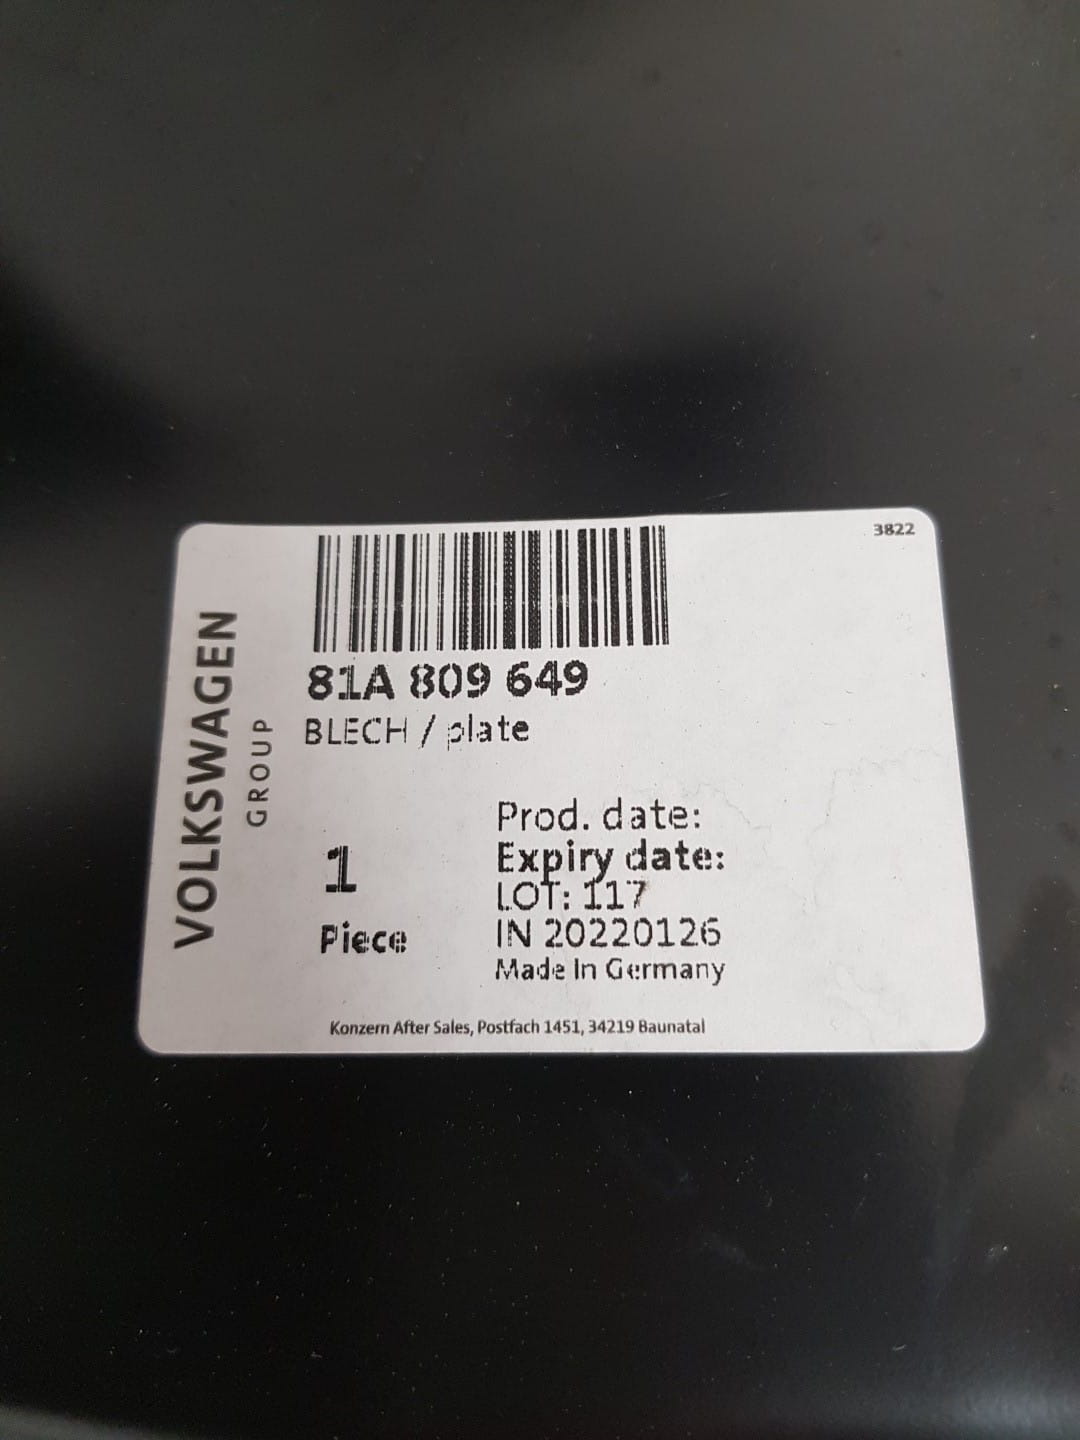 3822
VOLKSWAGEN
GROUP
81A 809 649
BLECH / plate
1
Piece
Prod. date:
Expiry date:
LOT: 117
IN 20220126
Made In Germany
Konzern After Sales, Postfach 1451, 34219 Baunatal